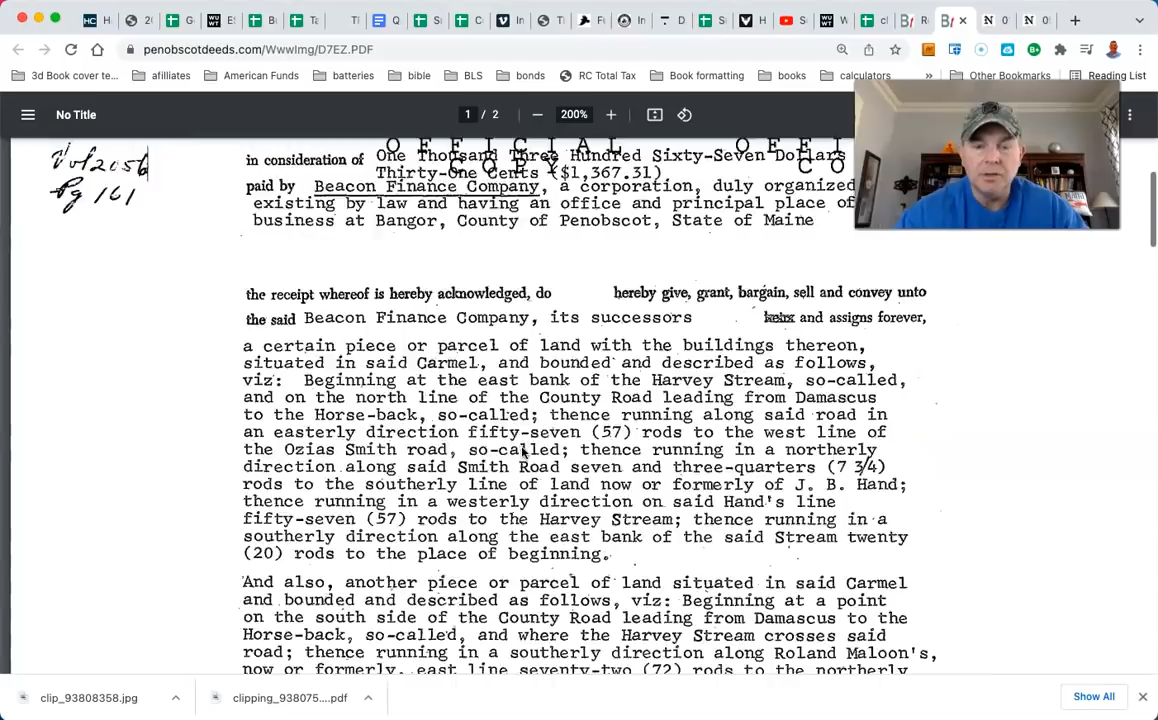 penobscotdeeds.com/WwwImg/D7EZ.PDF
3d Book cover te...
afiliates
American Funds
batteries
bible
BLS
bonds
RC Total Tax
Book formatting
books
calculators
»
Other Bookmarks
Reading List
No Title
1 / 2
200%
Vol 2056
Pg 161
O F F I C I A L
O F F
C O P Y
C O
in consideration of One Thousand Three Hundred Sixty-Seven Dollars
Thirty-One Cents ($1,367.31)
paid by Beacon Finance Company, a corporation, duly organized
existing by law and having an office and principal place of
business at Bangor, County of Penobscot, State of Maine
the receipt whereof is hereby acknowledged, do hereby give, grant, bargain, sell and convey unto
the said Beacon Finance Company, its successors heirs and assigns forever,
a certain piece or parcel of land with the buildings thereon,
situated in said Carmel, and bounded and described as follows,
viz: Beginning at the east bank of the Harvey Stream, so-called,
and on the north line of the County Road leading from Damascus
to the Horse-back, so-called; thence running along said road in
an easterly direction fifty-seven (57) rods to the west line of
the Ozias Smith road, so-called; thence running in a northerly
direction along said Smith Road seven and three-quarters (7 3/4)
rods to the southerly line of land now or formerly of J. B. Hand;
thence running in a westerly direction on said Hand's line
fifty-seven (57) rods to the Harvey Stream; thence running in a
southerly direction along the east bank of the said Stream twenty
(20) rods to the place of beginning.
And also, another piece or parcel of land situated in said Carmel
and bounded and described as follows, viz: Beginning at a point
on the south side of the County Road leading from Damascus to the
Horse-back, so-called, and where the Harvey Stream crosses said
road; thence running in a southerly direction along Roland Maloon's,
now or formerly, east line seventy-two (72) rods to the northerly
clip_93808358.jpg
clipping_938075....pdf
Show All